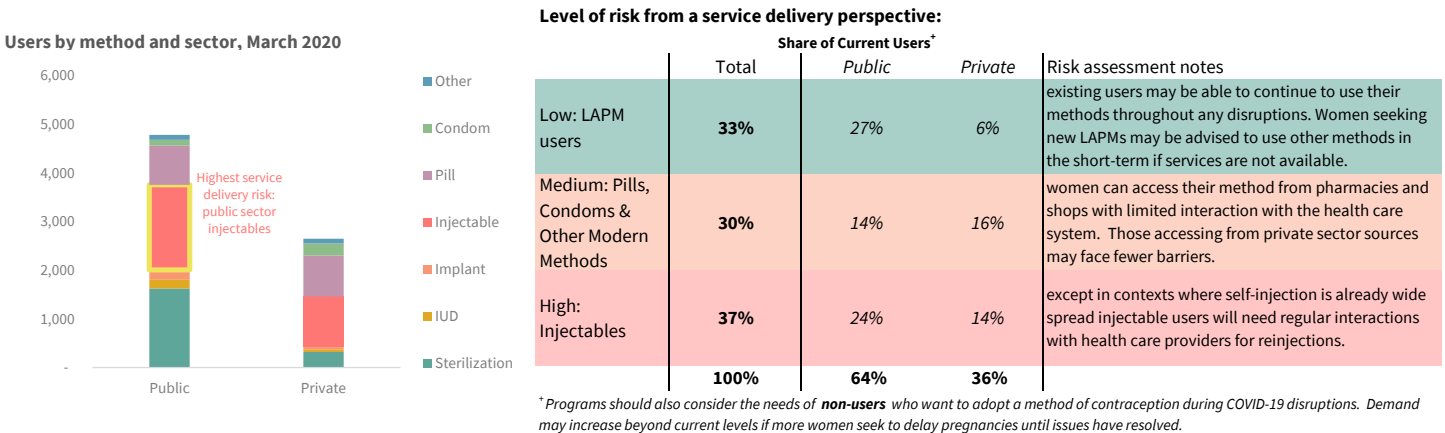 Level of risk from a service delivery perspective:
Users by method and sector, March 2020
6,000
5,000
4,000
3,000
2,000
1,000
-
Public
Private
Highest service
delivery risk:
public sector
injectables
Other
Condom
Pill
Injectable
Implant
IUD
Sterilization
Share of Current Users+
Total Public Private Risk assessment notes
Low: LAPM
users
33% 27% 6%
existing users may be able to continue to use their
methods throughout any disruptions. Women seeking
new LAPMs may be advised to use other methods in
the short-term if services are not available.
Medium: Pills,
Condoms &
Other Modern
Methods
30% 14% 16%
women can access their method from pharmacies and
shops with limited interaction with the health care
system. Those accessing from private sector sources
may face fewer barriers.
High:
Injectables
37% 24% 14%
except in contexts where self-injection is already wide
spread injectable users will need regular interactions
with health care providers for reinjections.
100% 64% 36%
+Programs should also consider the needs of non-users who want to adopt a method of contraception during COVID-19 disruptions. Demand
may increase beyond current levels if more women seek to delay pregnancies until issues have resolved.